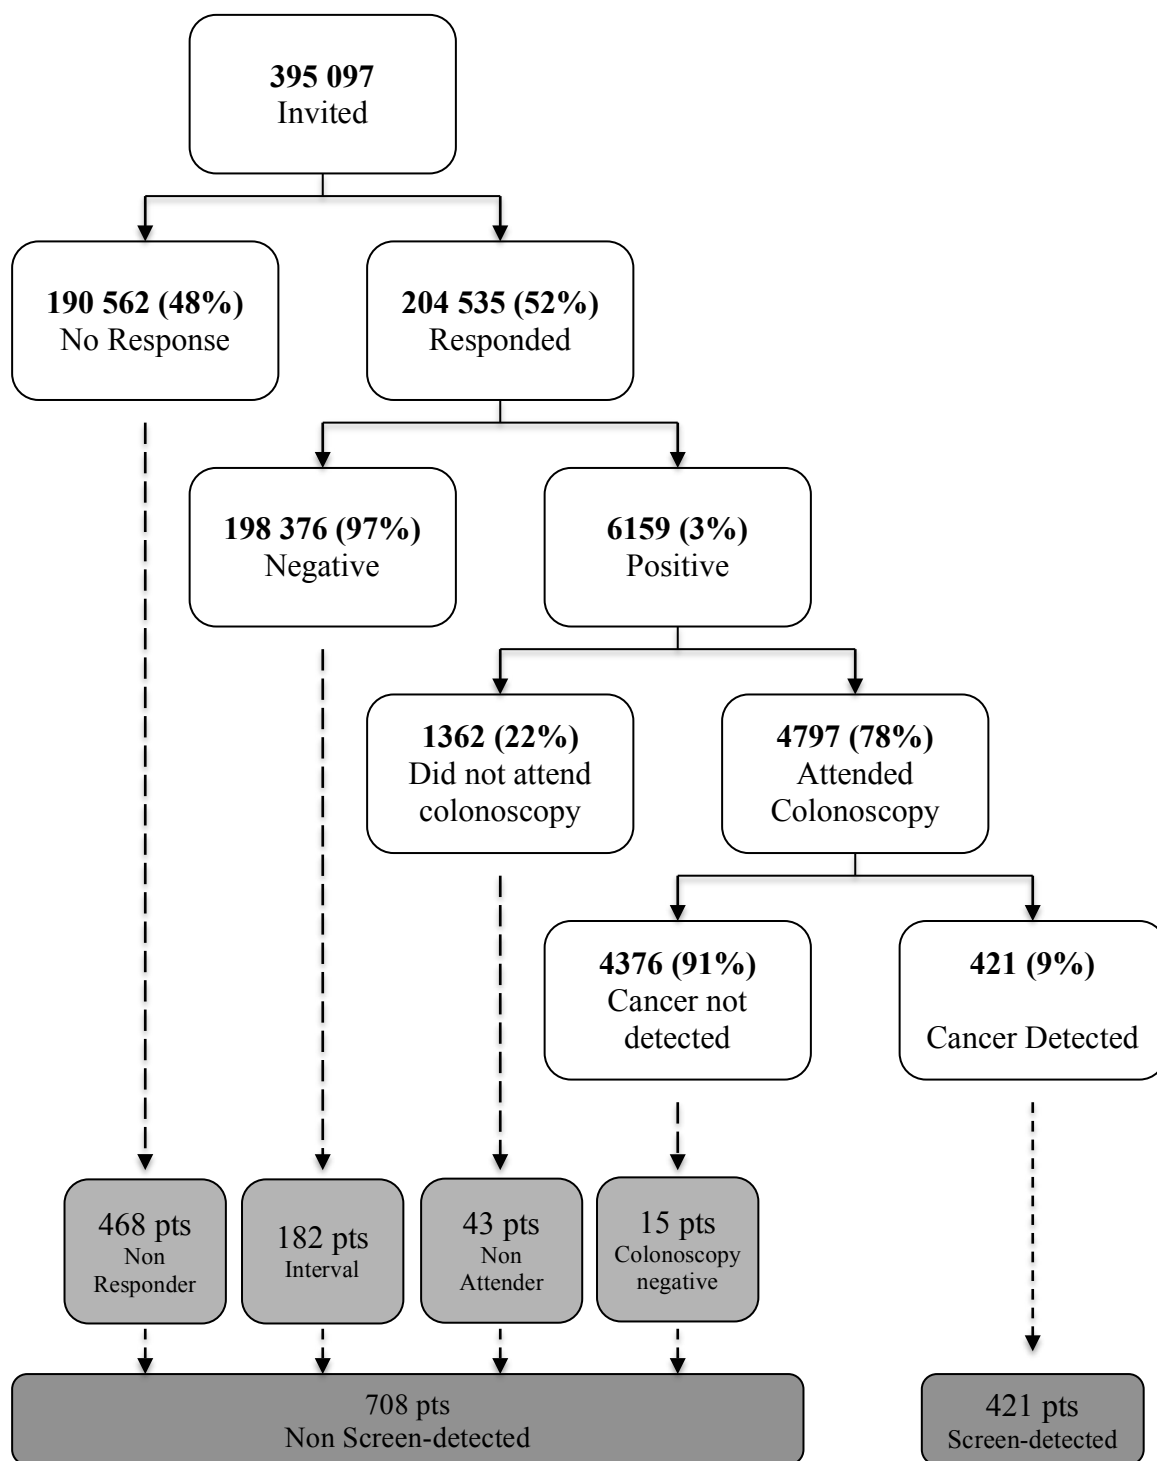 395 097
Invited
190 562 (48%)
No Response
204 535 (52%)
Responded
198 376 (97%)
Negative
6159 (3%)
Positive
1362 (22%)
Did not attend
colonoscopy
4797 (78%)
Attended
Colonoscopy
4376 (91%)
Cancer not
detected
421 (9%)
Cancer Detected
468 pts
Non
Responder
182 pts
Interval
43 pts
Non
Attender
15 pts
Colonoscopy
negative
708 pts
Non Screen-detected
421 pts
Screen-detected